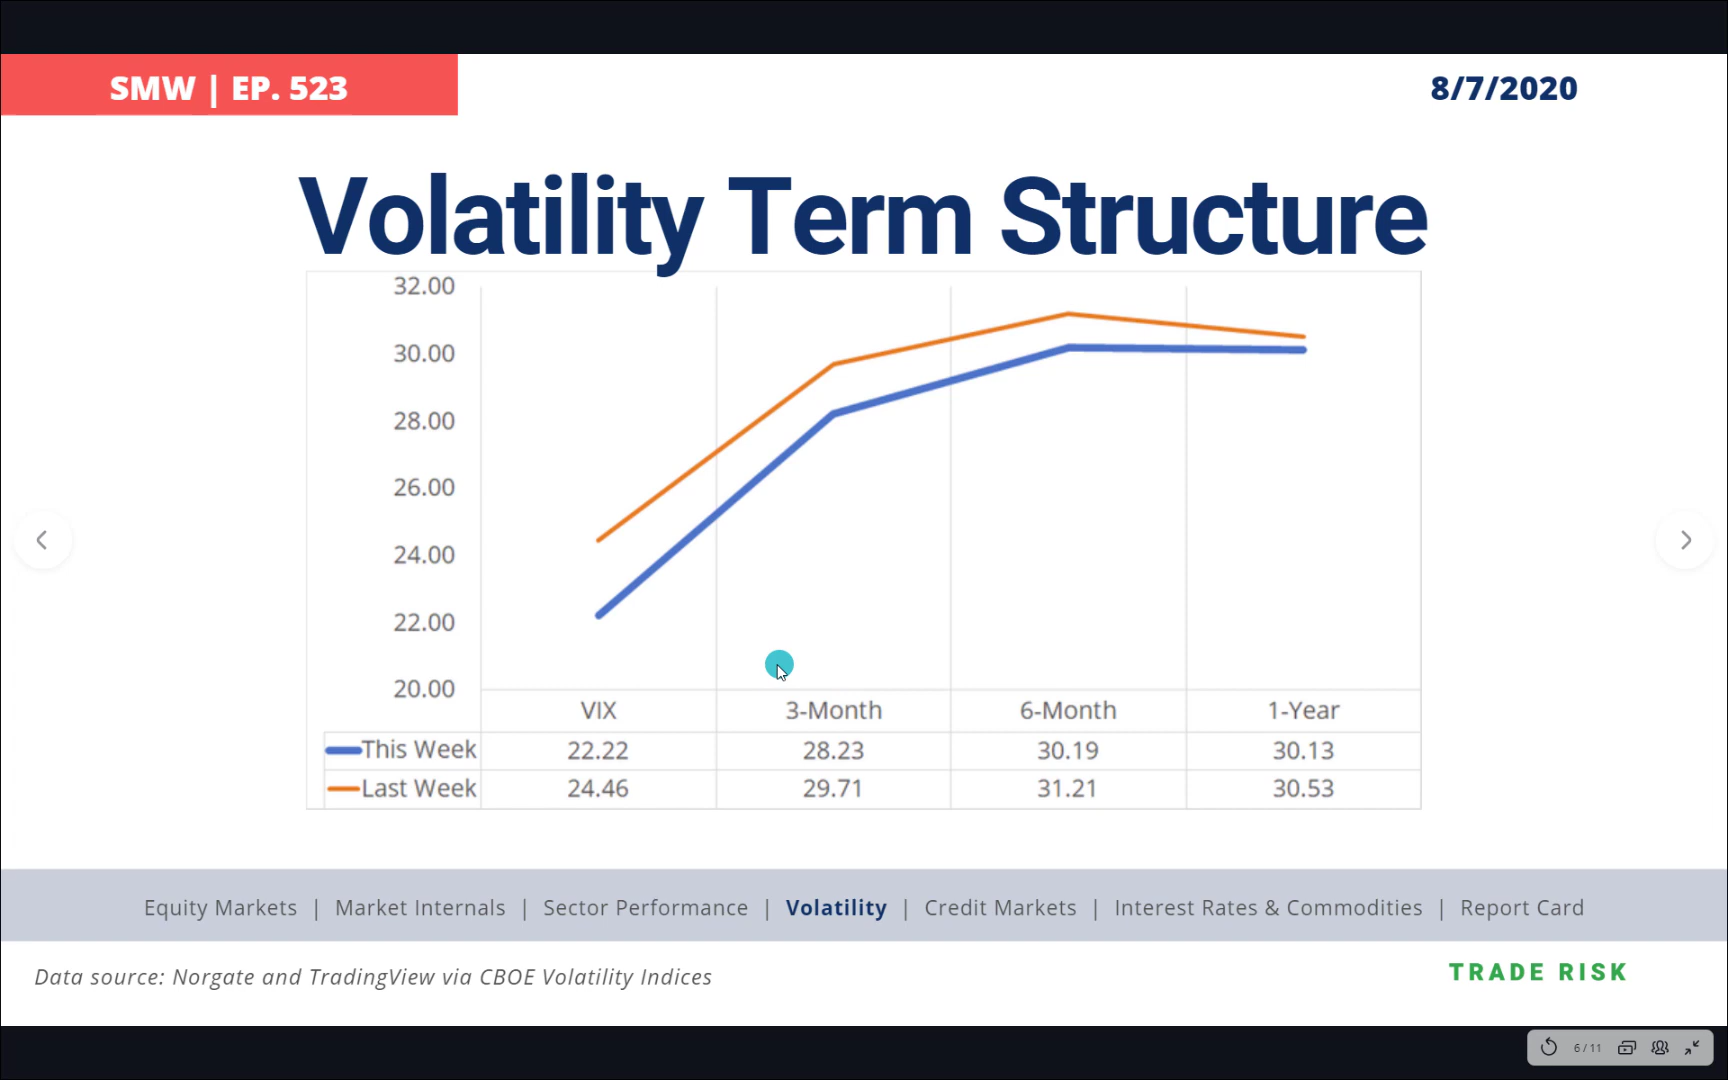 SMW | EP. 523
8/7/2020
Volatility Term Structure
32.00
30.00
28.00
26.00
24.00
22.00
20.00
VIX 3-Month 6-Month 1-Year
This Week 22.22 28.23 30.19 30.13
Last Week 24.46 29.71 31.21 30.53
Equity Markets | Market Internals | Sector Performance | Volatility | Credit Markets | Interest Rates & Commodities | Report Card
Data source: Norgate and TradingView via CBOE Volatility Indices
TRADE RISK
6 / 11